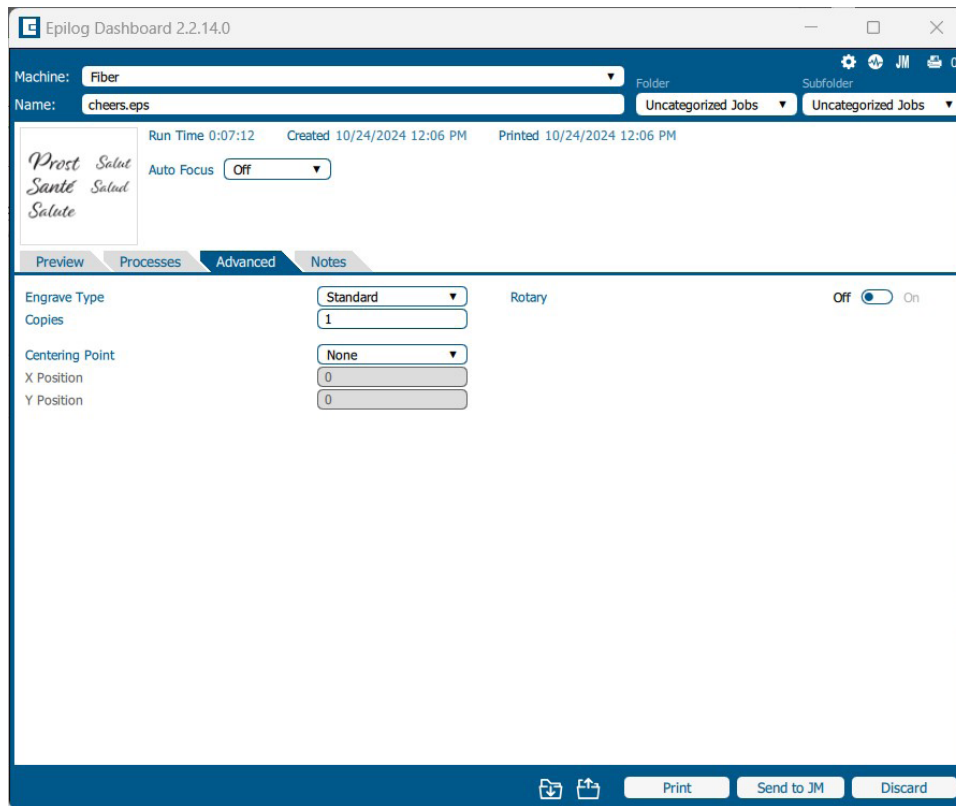 Epilog Dashboard 2.2.14.0
JM
Machine: Fiber
Folder Subfolder
Name: cheers.eps Uncategorized Jobs Uncategorized Jobs
Run Time 0:07:12 Created 10/24/2024 12:06 PM Printed 10/24/2024 12:06 PM
Auto Focus Off
Prost Salut
Santé Salud
Salute
Preview Processes Advanced Notes
Engrave Type Standard Rotary Off On
Copies 1
Centering Point None
X Position 0
Y Position 0
Print Send to JM Discard